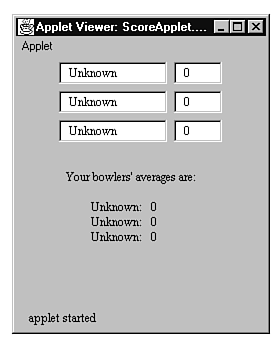 Applet Viewer: ScoreApplet....
Applet
Unknown 0
Unknown 0
Unknown 0
Your bowlers' averages are:
Unknown: 0
Unknown: 0
Unknown: 0
applet started